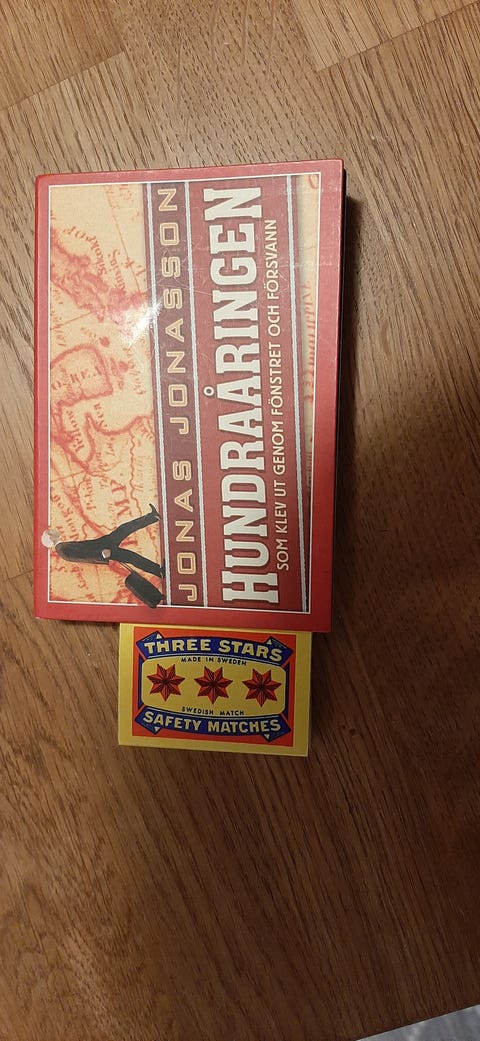 JONAS JONASSON
HUNDRAÅRINGEN
SOM KLEV UT GENOM FÖNSTRET OCH FÖRSVANN
THREE STARS
MADE IN SWEDEN
SWEDISH MATCH
SAFETY MATCHES